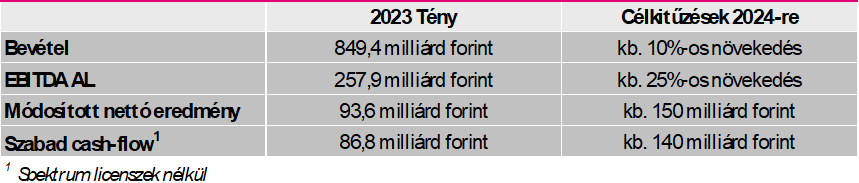 2023 Tény Célkitűzések 2024-re
Bevétel 849,4 milliárd forint kb. 10%-os növekedés
EBITDA AL 257,9 milliárd forint kb. 25%-os növekedés
Módosított nettó eredmény 93,6 milliárd forint kb. 150 milliárd forint
Szabad cash-flow¹ 86,8 milliárd forint kb. 140 milliárd forint
¹ Spektrum licenszek nélkül